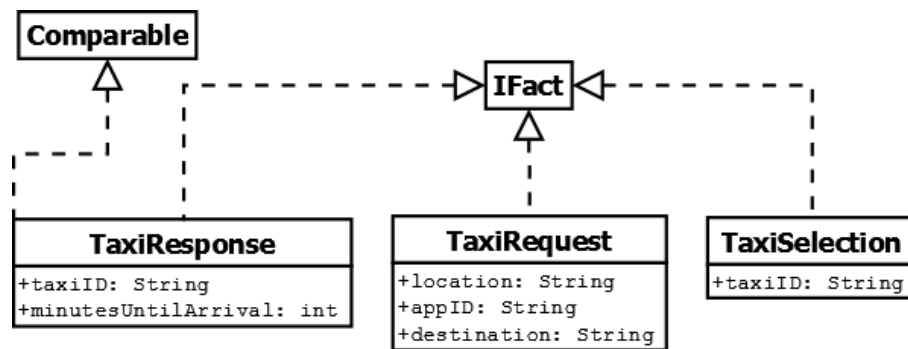 Comparable
IFact
TaxiResponse
+taxiID: String
+minutesUntilArrival: int
TaxiRequest
+location: String
+appID: String
+destination: String
TaxiSelection
+taxiID: String